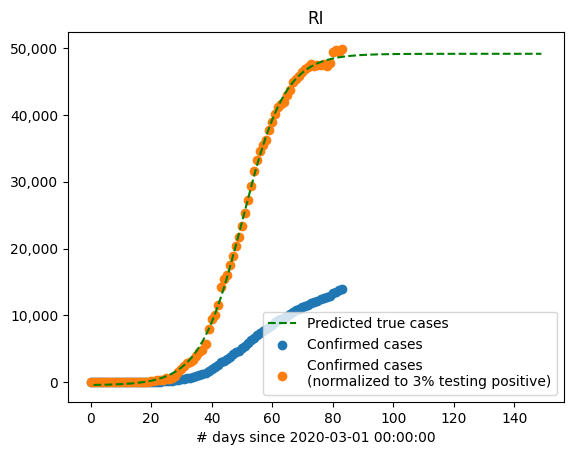 RI
50,000
40,000
30,000
20,000
10,000
0
Predicted true cases
Confirmed cases
Confirmed cases
(normalized to 3% testing positive)
0 20 40 60 80 100 120 140
# days since 2020-03-01 00:00:00